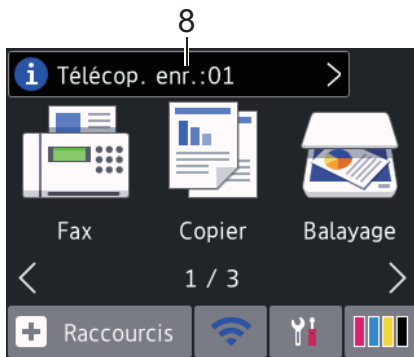 8
i Télécop. enr.:01 >
Fax Copier Balayage
< 1 / 3 >
+ Raccourcis